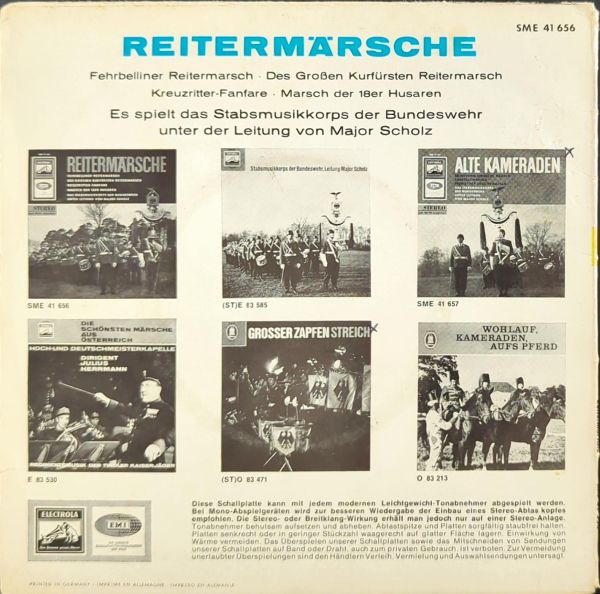 SME 41 656
REITERMÄRSCHE
Fehrbelliner Reitermarsch · Des Großen Kurfürsten Reitermarsch
Kreuzritter-Fanfare · Marsch der 18er Husaren
Es spielt das Stabsmusikkorps der Bundeswehr
unter der Leitung von Major Scholz
REITERMÄRSCHE
STEREO
SME 41 656
Stabsmusikkorps der Bundeswehr, Leitung Major Scholz
(ST)E 83 585
ALTE KAMERADEN
STEREO
SME 41 657
DIE
SCHÖNSTEN MÄRSCHE
AUS
ÖSTERREICH
HOCH-UND DEUTSCHMEISTERKAPELLE
DIRIGENT
JULIUS
HERRMANN
REGIMENTSMUSIK DER TIROLER KAISERJÄGER
E 83 530
GROSSER ZAPFENSTREICH
(ST)O 83 471
WOHLAUF,
KAMERADEN,
AUFS PFERD
O 83 213
ELECTROLA
EMI
Diese Schallplatte kann mit jedem modernen Leichtgewicht-Tonabnehmer abgespielt werden.
Bei Mono-Abspielgeräten wird zur besseren Wiedergabe der Einbau eines Stereo-Abtastkopfes
empfohlen. Die Stereo- oder Breitklang-Wirkung erhält man jedoch nur auf einer Stereo-Anlage.
Tonabnehmer behutsam aufsetzen und abheben. Ablastspitze und Platten sorgfältig staubfrei halten.
Platten senkrecht oder in geringer Stückzahl waagerecht auf glatter Fläche lagern. Einwirkung von
Wärme vermeiden. Das Überspielen unserer Schallplatten sowie das Mitschneiden von Sendungen
unserer Schallplatten auf Band oder Draht, auch zum privaten Gebrauch, ist verboten. Zur Vermeidung
unerlaubter Überspielungen sind den Händlern Verleih, Vermietung und Auswahlsendungen untersagt.
PRINTED IN GERMANY · IMPRIMÉ EN ALLEMAGNE · IMPRESO EN ALEMANIA